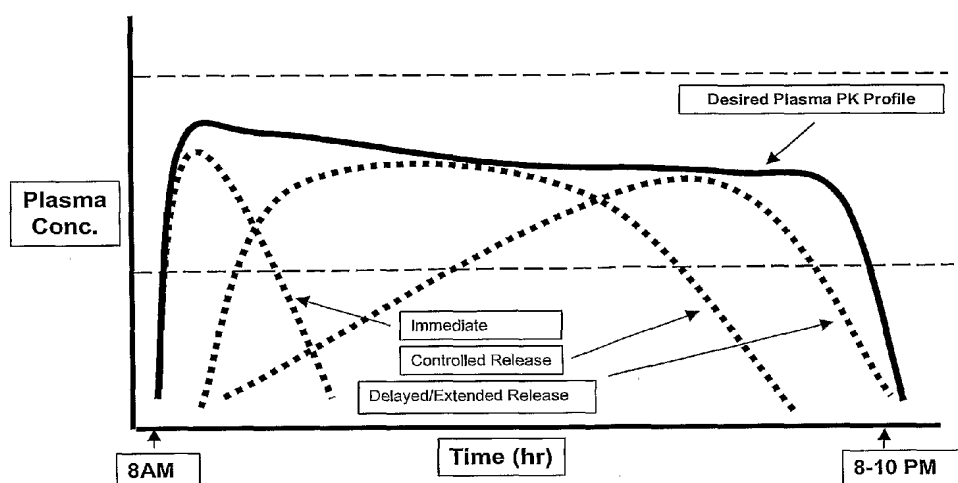 Desired Plasma PK Profile
Plasma
Conc.
Immediate
Controlled Release
Delayed/Extended Release
8AM
Time (hr)
8-10 PM